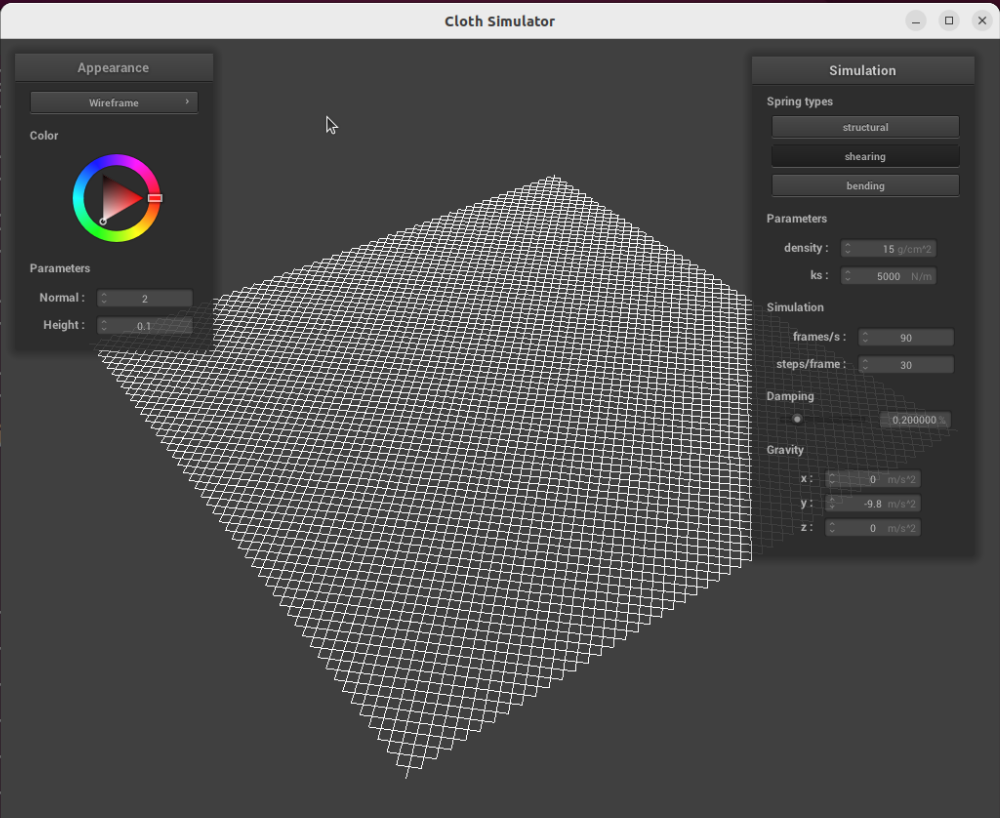 Cloth Simulator
Appearance
Wireframe
Color
Parameters
Normal : 2
Height : 0.1
Simulation
Spring types
structural
shearing
bending
Parameters
density : 15 g/cm^2
ks : 5000 N/m
Simulation
frames/s : 90
steps/frame : 30
Damping
0.200000 %
Gravity
x : 0 m/s^2
y : -9.8 m/s^2
z : 0 m/s^2